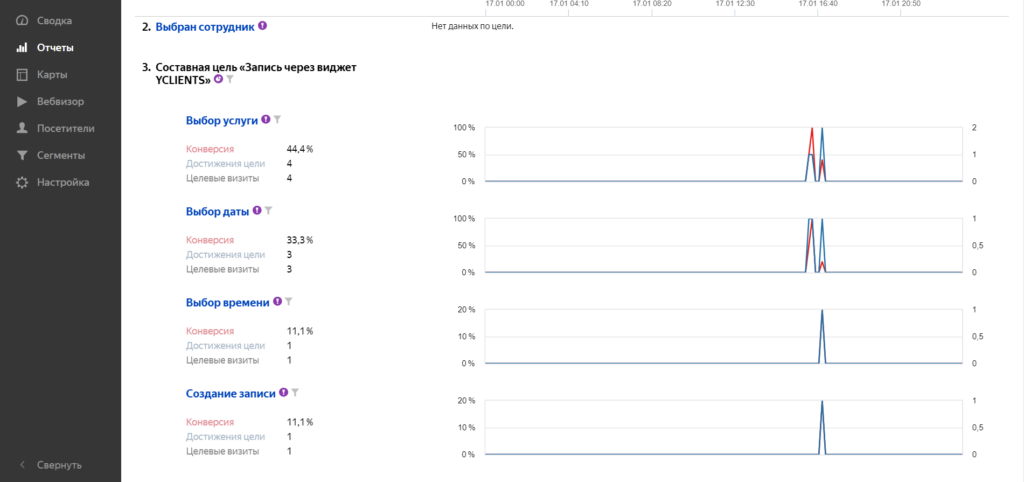 Сводка
Отчеты
Карты
Вебвизор
Посетители
Сегменты
Настройка
Свернуть
17.01 00:00 17.01 04:10 17.01 08:20 17.01 12:30 17.01 16:40 17.01 20:50
2. Выбран сотрудник
Нет данных по цели.
3. Составная цель «Запись через виджет
YCLIENTS»
Выбор услуги
Конверсия 44,4 %
Достижения цели 4
Целевые визиты 4
100 % 2
50 % 1
0 % 0
Выбор даты
Конверсия 33,3 %
Достижения цели 3
Целевые визиты 3
100 % 1
50 % 0,5
0 % 0
Выбор времени
Конверсия 11,1 %
Достижения цели 1
Целевые визиты 1
20 % 1
10 % 0,5
0 % 0
Создание записи
Конверсия 11,1 %
Достижения цели 1
Целевые визиты 1
20 % 1
10 % 0,5
0 % 0